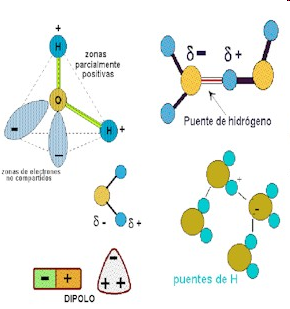 +
H
zonas
parcialmente
positivas
O
H
+
-
-
zonas de electrones
no compartidos
δ - δ +
Puente de hidrógeno
δ - δ +
- +
-
+ +
DIPOLO
+
-
puentes de H